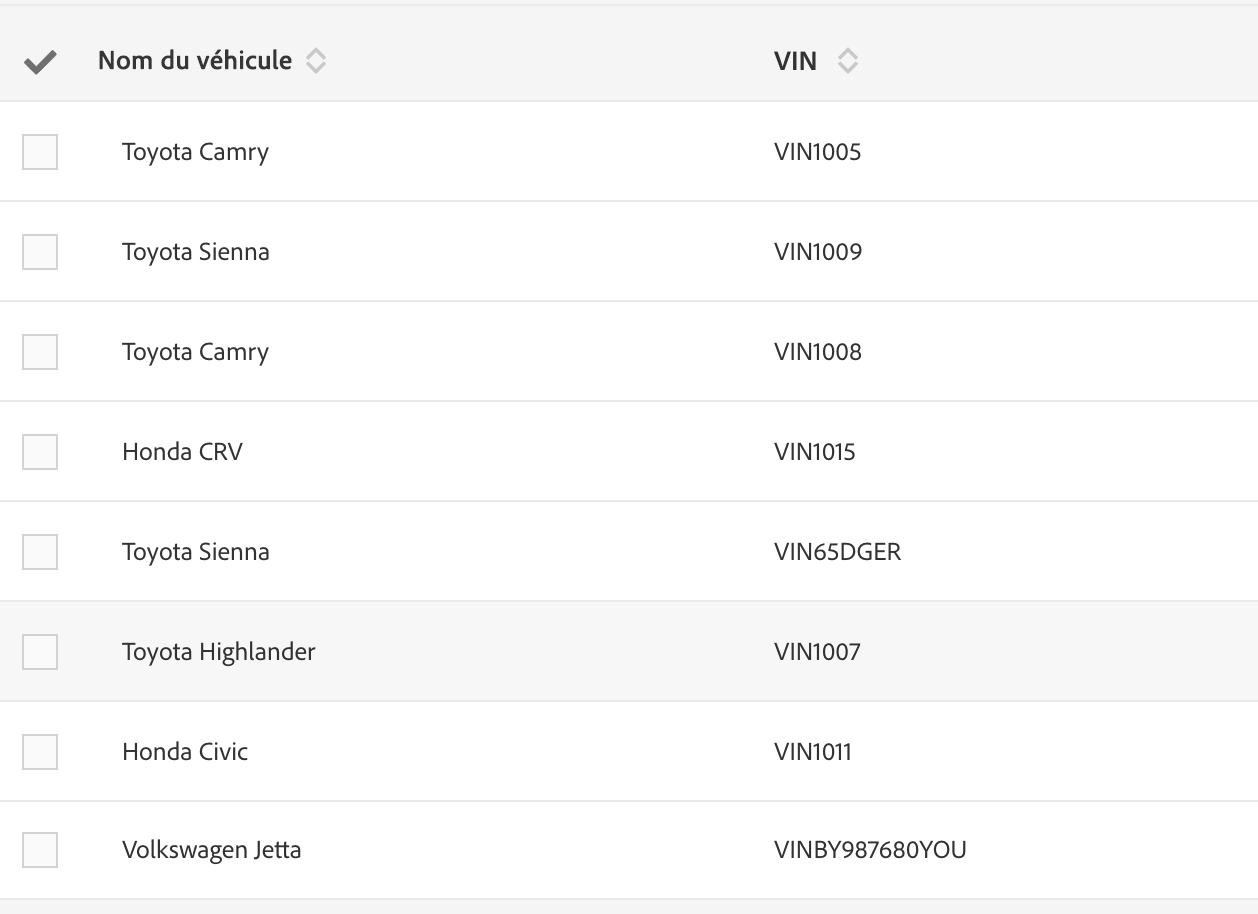 Nom du véhicule VIN
Toyota Camry VIN1005
Toyota Sienna VIN1009
Toyota Camry VIN1008
Honda CRV VIN1015
Toyota Sienna VIN65DGER
Toyota Highlander VIN1007
Honda Civic VIN1011
Volkswagen Jetta VINBY987680YOU